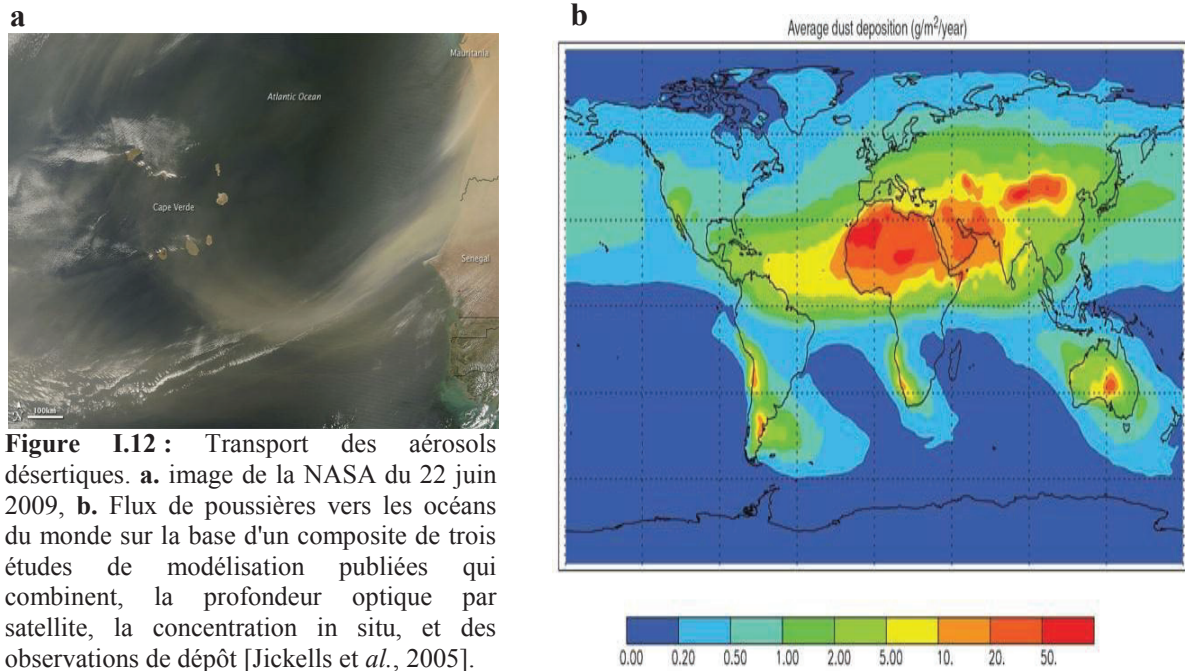 a
Mauritania
Atlantic Ocean
Cape Verde
Senegal
N
100km
Figure I.12 : Transport des aérosols
désertiques. a. image de la NASA du 22 juin
2009, b. Flux de poussières vers les océans
du monde sur la base d'un composite de trois
études de modélisation publiées qui
combinent, la profondeur optique par
satellite, la concentration in situ, et des
observations de dépôt [Jickells et al., 2005].
b
Average dust deposition (g/m²/year)
0.00 0.20 0.50 1.00 2.00 5.00 10. 20. 50.